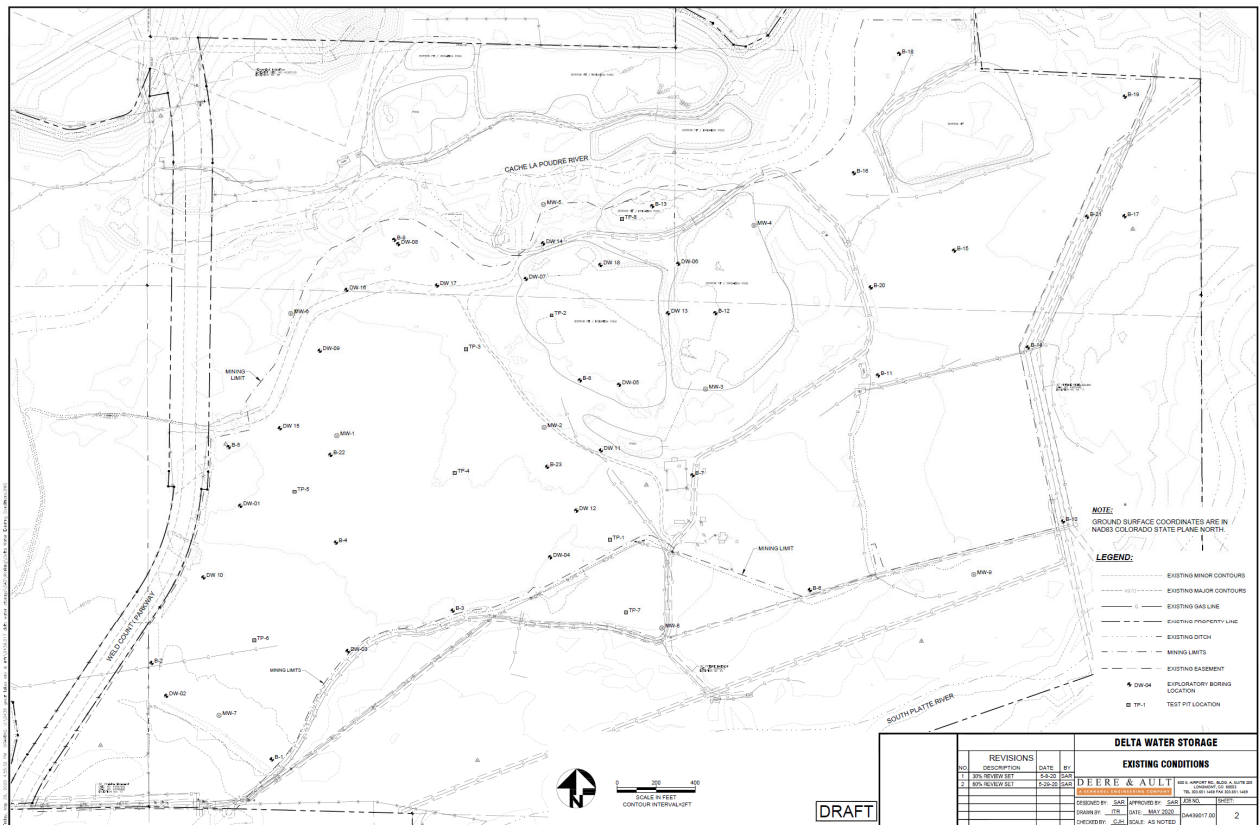 B-18
B-19
CACHE LA POUDRE RIVER
B-16
MW-5
B-13
TP-8
MW-4
B-21
B-17
B-9
DW-08
DW 14
B-15
DW 18
DW-06
DW-07
DW-16
DW 17
B-20
MW-6
TP-2
DW 13
B-12
DW-09
TP-3
B-14
MINING
LIMIT
B-8
DW-05
MW-3
B-11
DW 15
MW-1
MW-2
B-5
B-22
DW 11
B-23
TP-4
B-7
TP-5
DW-01
DW 12
B-10
B-4
TP-1
MINING LIMIT
DW-04
DW 10
MW-9
B-6
B-3
TP-7
WELD COUNTY PARKWAY
MW-8
TP-6
DW-03
B-2
MINING LIMITS
DW-02
MW-7
SOUTH PLATTE RIVER
B-1
NOTE:
GROUND SURFACE COORDINATES ARE IN
NAD83 COLORADO STATE PLANE NORTH.
LEGEND:
EXISTING MINOR CONTOURS
EXISTING MAJOR CONTOURS
G EXISTING GAS LINE
EXISTING PROPERTY LINE
EXISTING DITCH
MINING LIMITS
EXISTING EASEMENT
DW-04 EXPLORATORY BORING
LOCATION
TP-1 TEST PIT LOCATION
N
0 200 400
SCALE IN FEET
CONTOUR INTERVAL=2FT
DRAFT
REVISIONS
NO. DESCRIPTION DATE BY
1 30% REVIEW SET 5-8-20 SAR
2 60% REVIEW SET 5-29-20 SAR
DELTA WATER STORAGE
EXISTING CONDITIONS
DEERE & AULT
A SCHNABEL ENGINEERING COMPANY
DESIGNED BY: SAR APPROVED BY: SAR
DRAWN BY: ITR DATE: MAY 2020
CHECKED BY: CJH SCALE: AS NOTED
JOB NO. SHEET:
DA439017.00 2